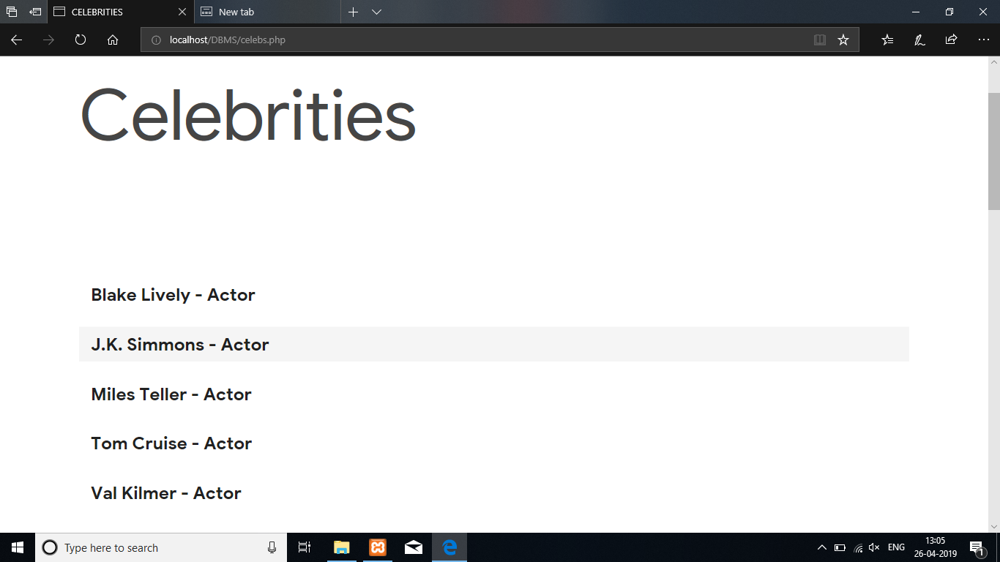 CELEBRITIES
New tab
localhost/DBMS/celebs.php
Celebrities
Blake Lively - Actor
J.K. Simmons - Actor
Miles Teller - Actor
Tom Cruise - Actor
Val Kilmer - Actor
Type here to search
ENG
13:05
26-04-2019
1